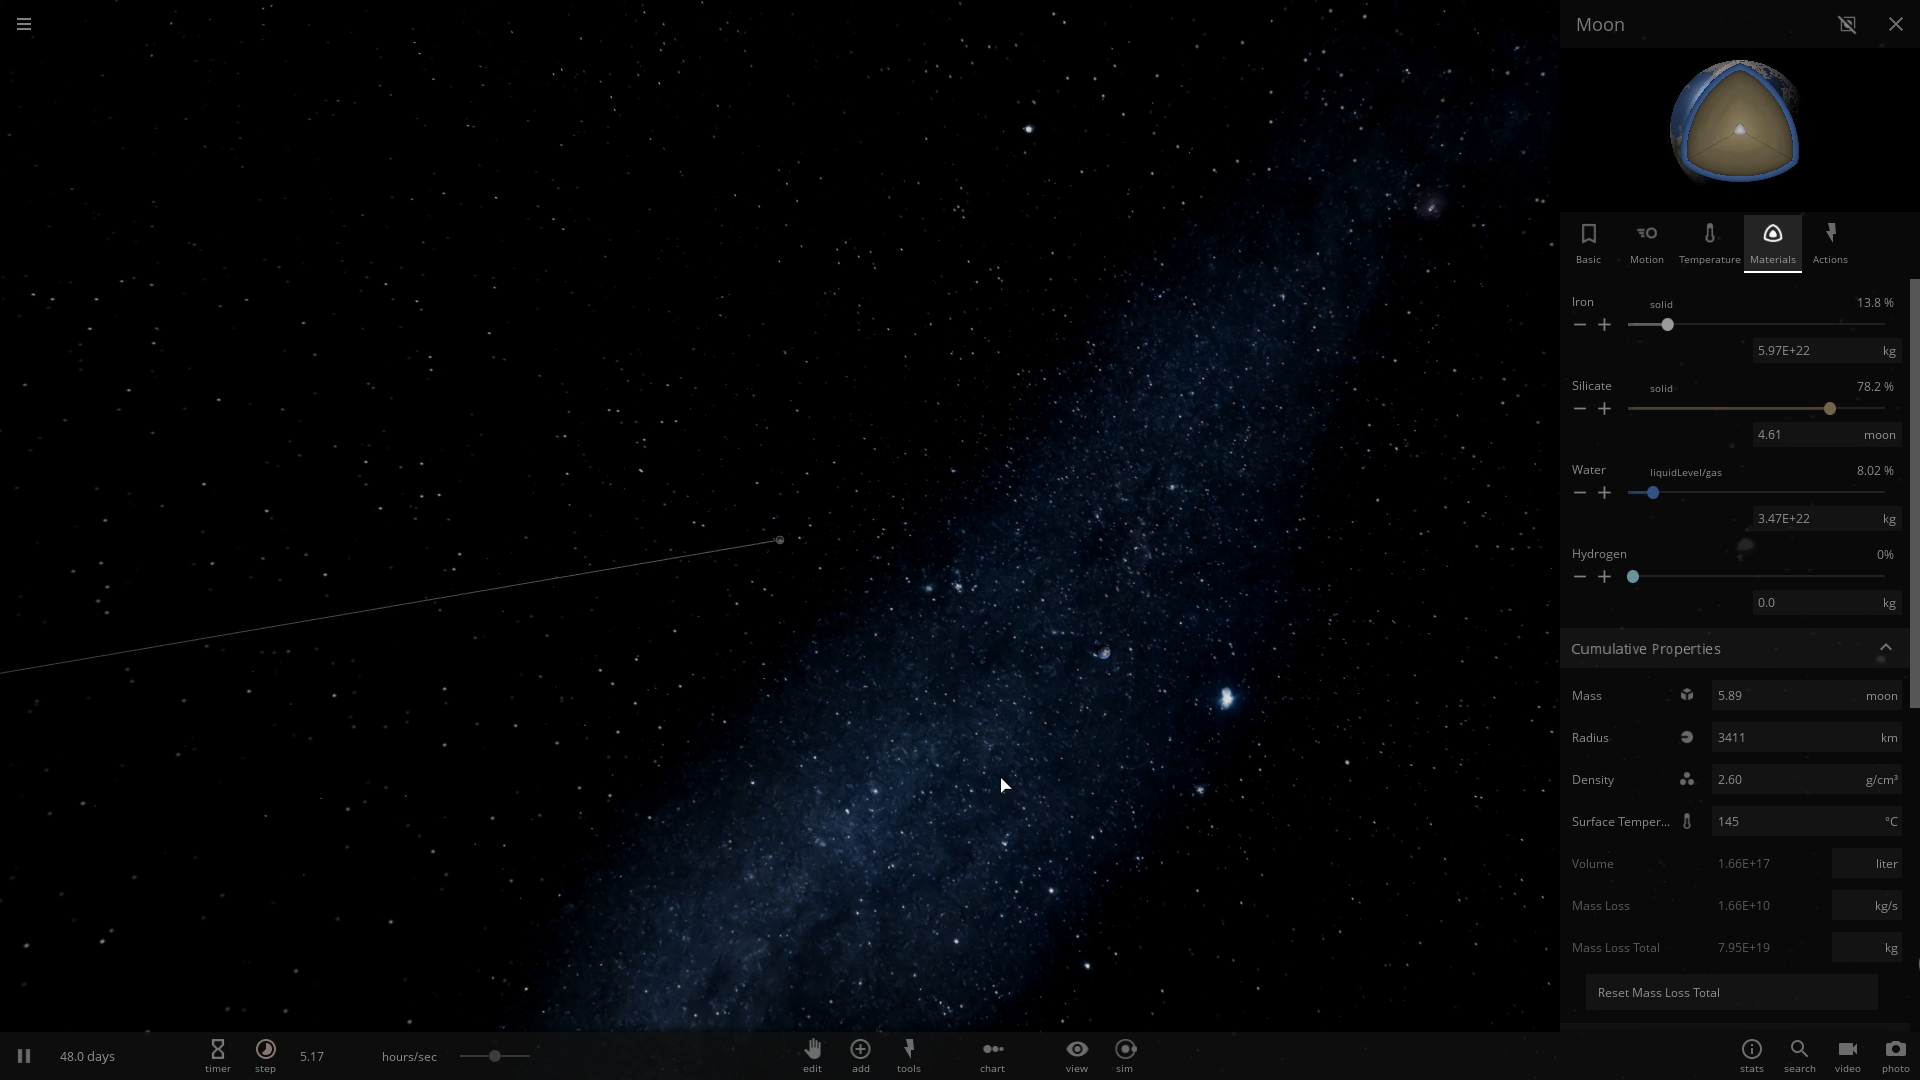 Moon
Basic Motion Temperature Materials Actions
Iron solid 13.8 %
5.97E+22 kg
Silicate solid 78.2 %
4.61 moon
Water liquidLevel/gas 8.02 %
3.47E+22 kg
Hydrogen 0%
0.0 kg
Cumulative Properties
Mass 5.89 moon
Radius 3411 km
Density 2.60 g/cm³
Surface Temper... 145 °C
Volume 1.66E+17 liter
Mass Loss 1.66E+10 kg/s
Mass Loss Total 7.95E+19 kg
Reset Mass Loss Total
48.0 days timer step 5.17 hours/sec edit add tools chart view sim stats search video photo